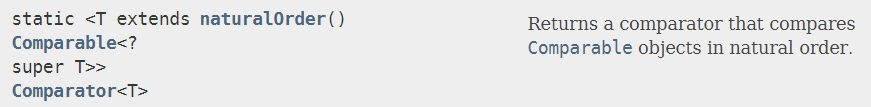 static <T extends naturalOrder()
Comparable<?
super T>>
Comparator<T>
Returns a comparator that compares
Comparable objects in natural order.